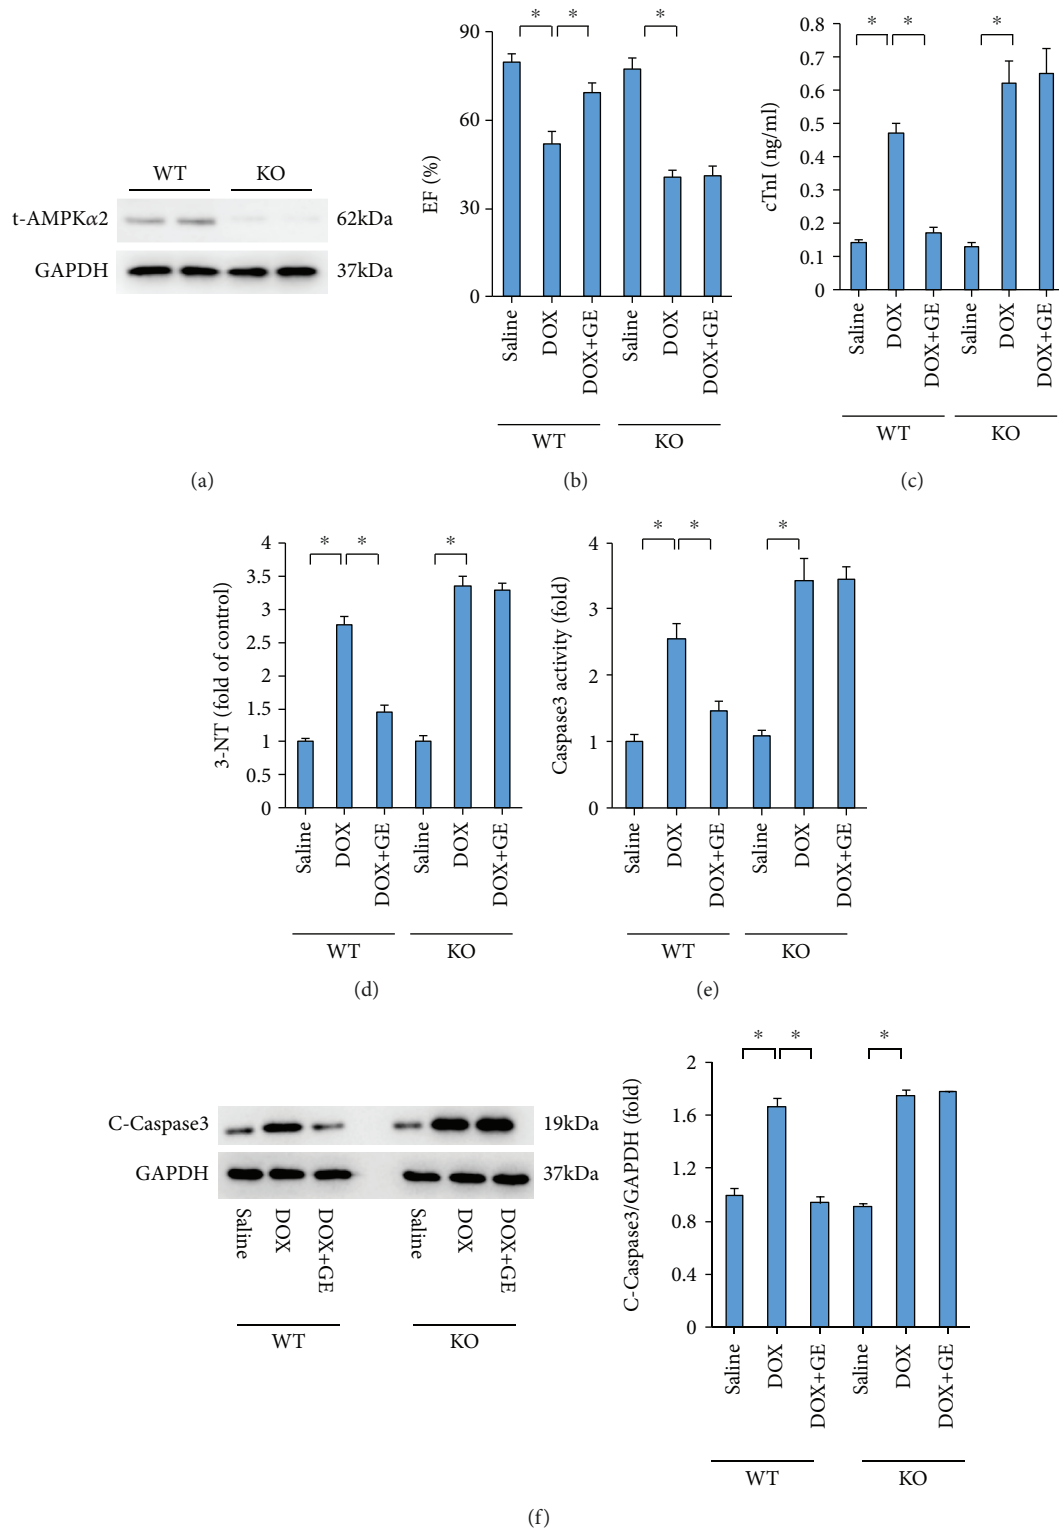 WT KO
t-AMPKα2 62kDa
GAPDH 37kDa
(a)
* * *
90
60
30
0
EF (%)
Saline DOX DOX+GE Saline DOX DOX+GE
WT KO
(b)
* * *
0.8
0.7
0.6
0.5
0.4
0.3
0.2
0.1
0
cTnI (ng/ml)
Saline DOX DOX+GE Saline DOX DOX+GE
WT KO
(c)
* * *
4
3.5
3
2.5
2
1.5
1
0.5
0
3-NT (fold of control)
Saline DOX DOX+GE Saline DOX DOX+GE
WT KO
(d)
* * *
4
3
2
1
0
Caspase3 activity (fold)
Saline DOX DOX+GE Saline DOX DOX+GE
WT KO
(e)
C-Caspase3 19kDa
GAPDH 37kDa
Saline DOX DOX+GE Saline DOX DOX+GE
WT KO
* * *
2
1.6
1.2
0.8
0.4
0
C-Caspase3/GAPDH (fold)
Saline DOX DOX+GE Saline DOX DOX+GE
WT KO
(f)